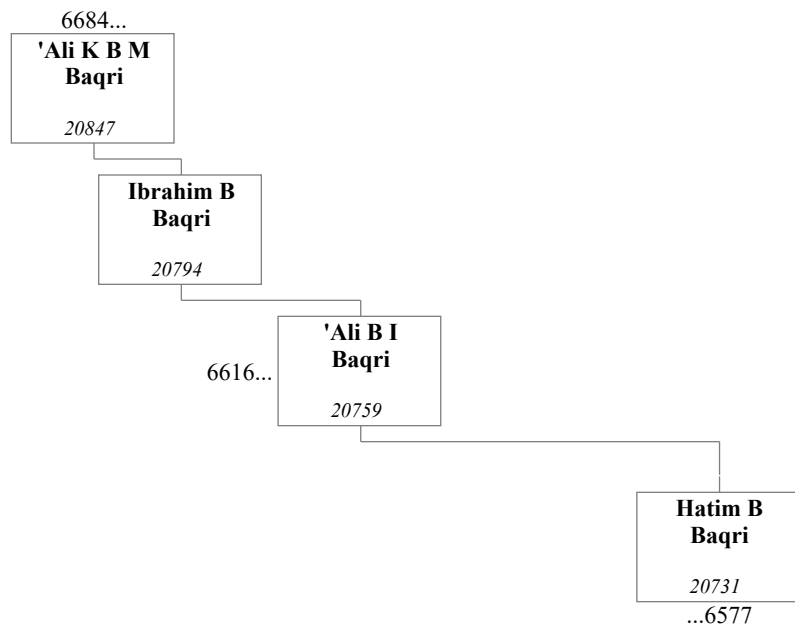 6684...
'Ali K B M
Baqri
20847
Ibrahim B
Baqri
20794
'Ali B I
Baqri
6616...
20759
Hatim B
Baqri
20731
...6577